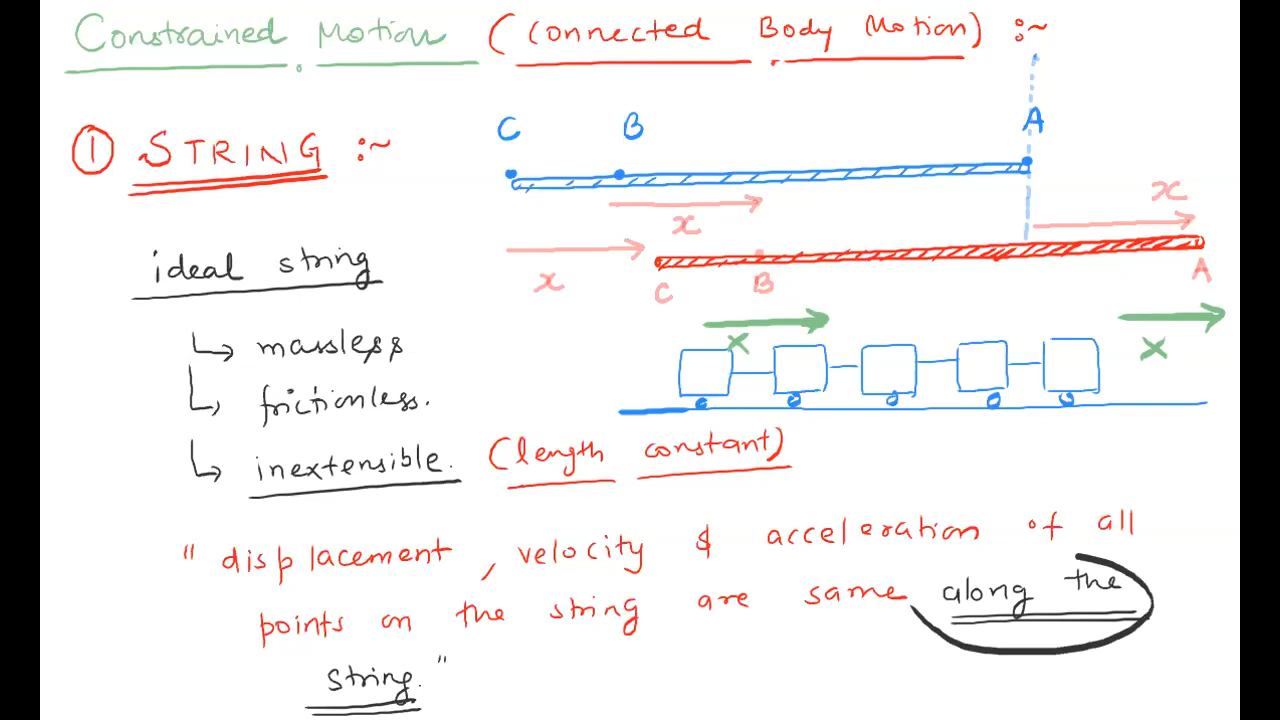 Constrained Motion (Connected Body Motion) :~
① STRING :~
C B A
x x
x
C B A
ideal string
massless
x x
frictionless.
inextensible. (length constant)
" displacement, velocity & acceleration of all
points on the string are same along the
string. "